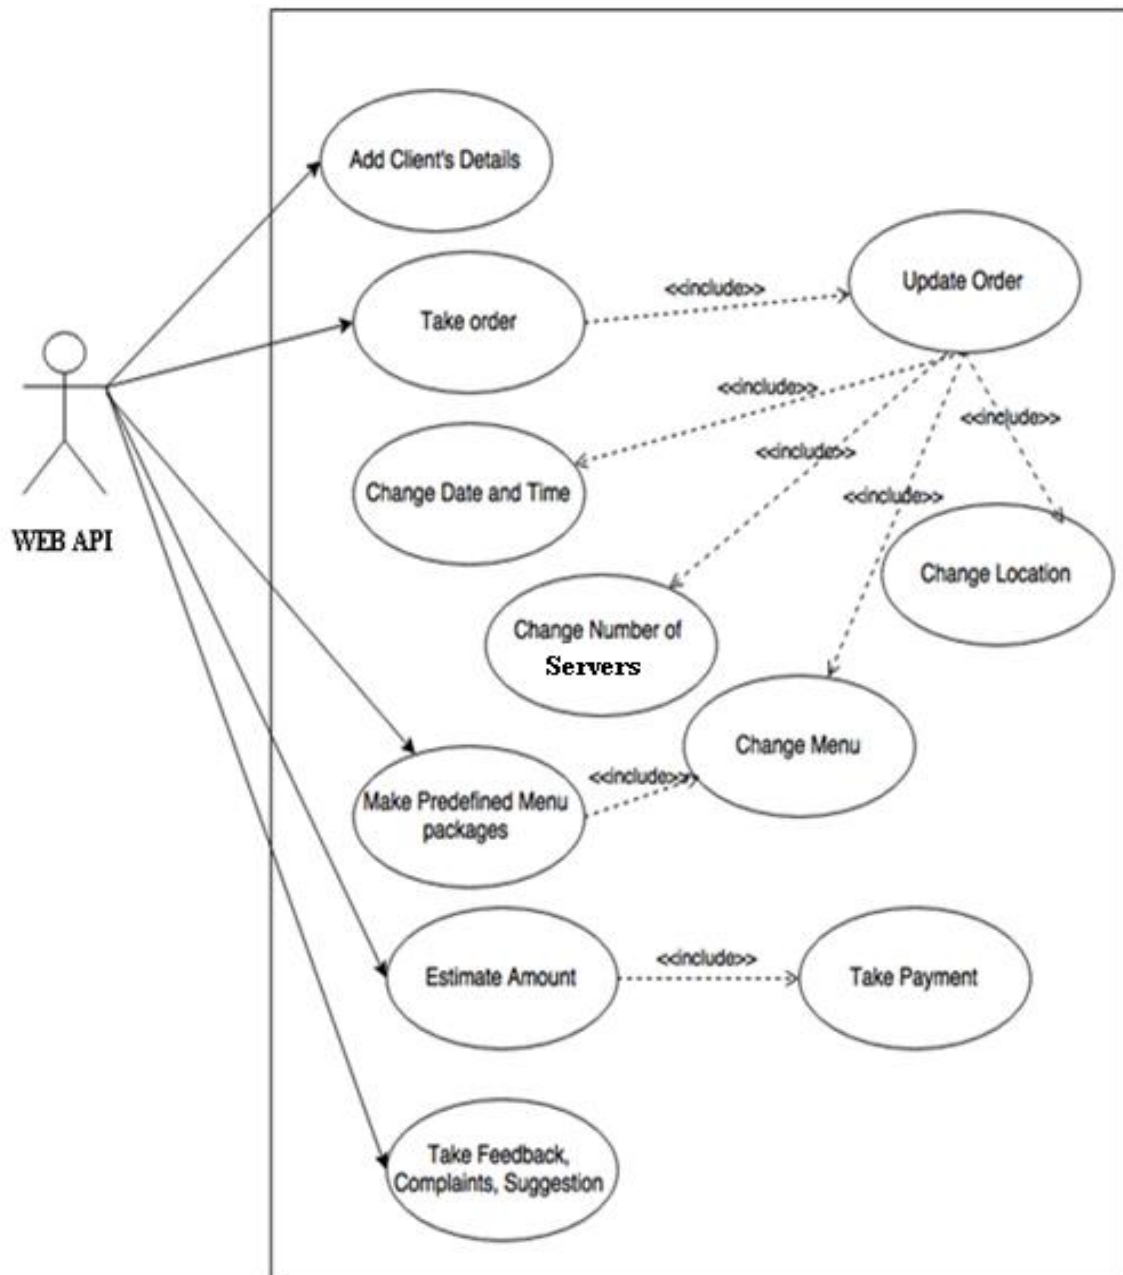 Add Client's Details
Update Order
<<include>>
Take order
<<include>>
<<include>>
<<include>>
<<include>>
Change Date and Time
WEB API
Change Location
Change Number of
Servers
Change Menu
<<include>>
Make Predefined Menu
packages
<<include>>
Estimate Amount
Take Payment
Take Feedback,
Complaints, Suggestion